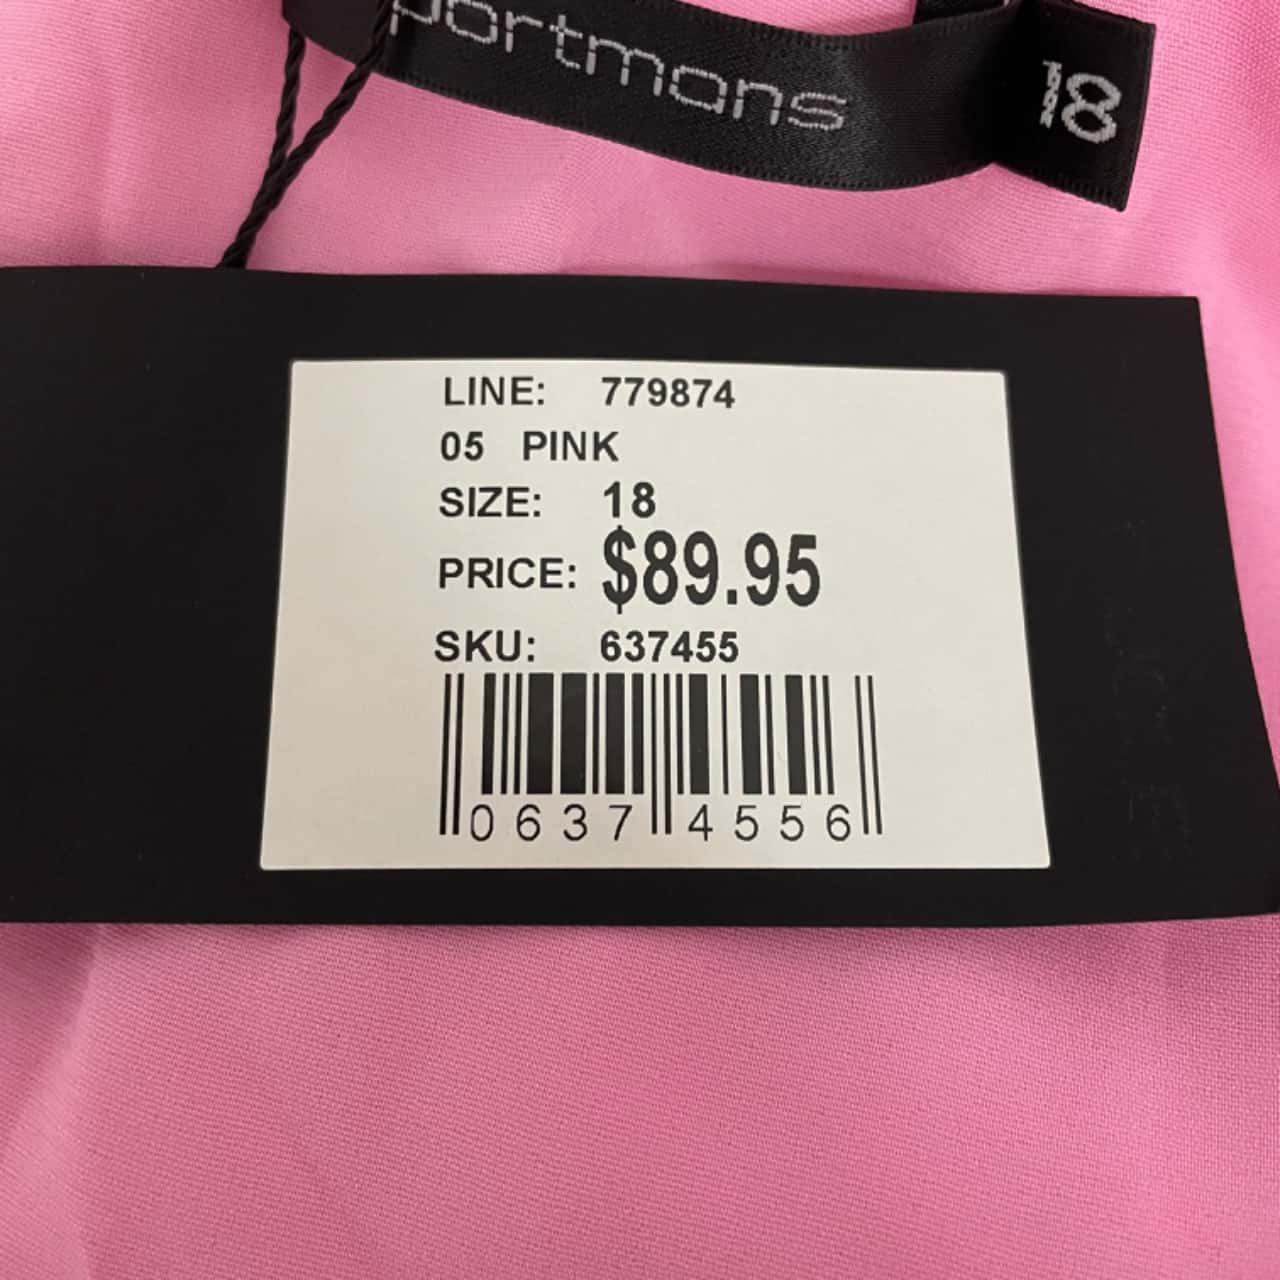 portmans
18
LINE: 779874
05 PINK
SIZE: 18
PRICE: $89.95
SKU: 637455
0637 4556